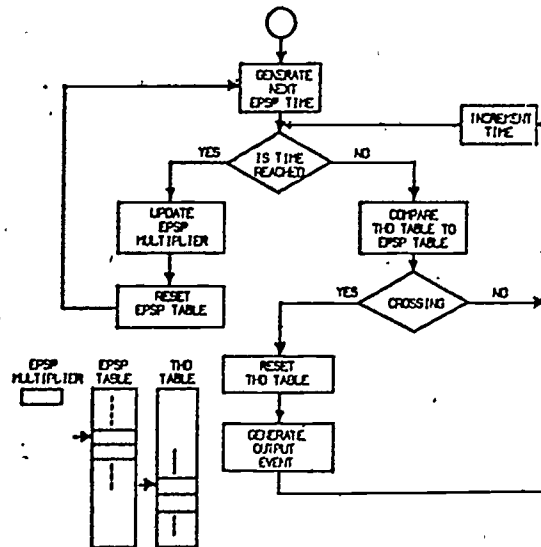 GENERATE
NEXT
EPSP TIME
INCREMENT
TIME
YES
IS TIME
REACHED
NO
UPDATE
EPSP
MULTIPLIER
COMPARE
THO TABLE TO
EPSP TABLE
RESET
EPSP TABLE
YES
CROSSING
NO
RESET
THO TABLE
EPSP
MULTIPLIER
EPSP
TABLE
THO
TABLE
GENERATE
OUTPUT
EVENT